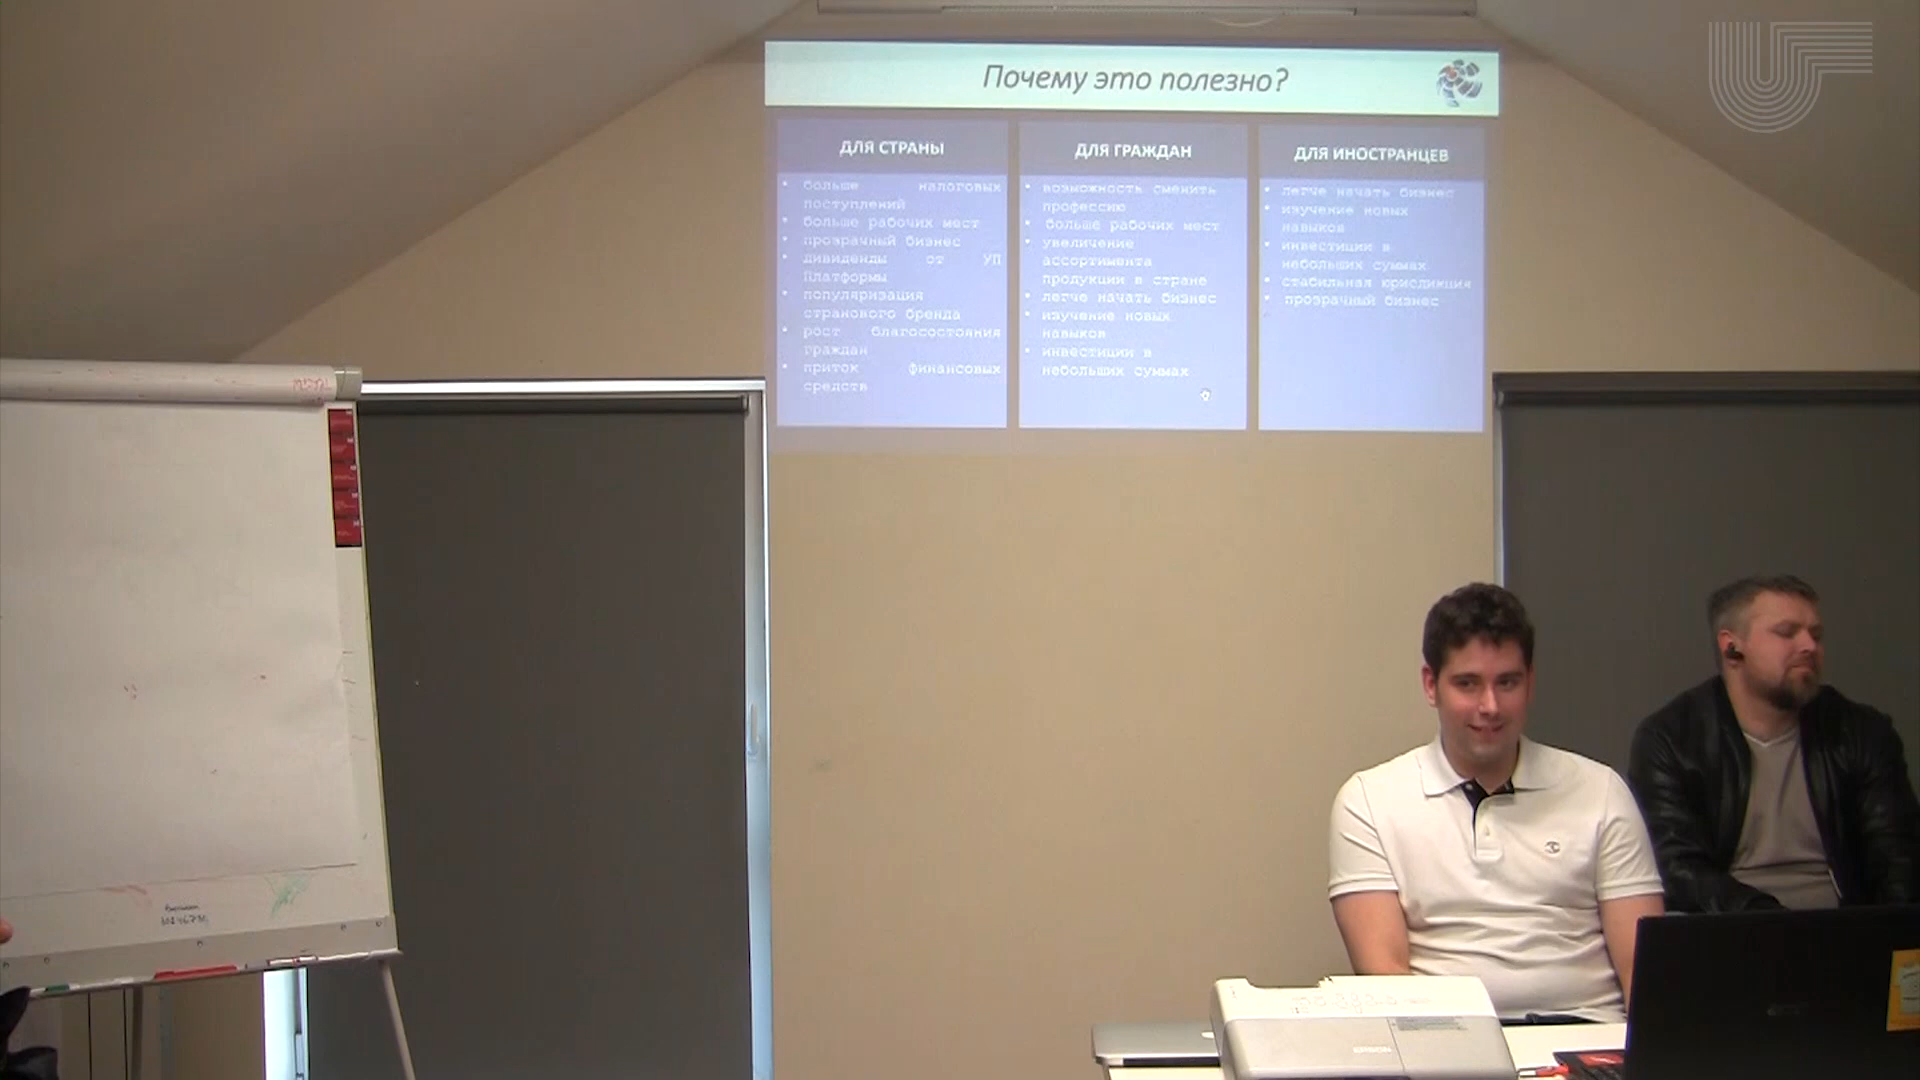 Почему это полезно?
ДЛЯ СТРАНЫ
• больше налоговых
поступлений
• больше рабочих мест
• прозрачный бизнес
• дивиденды от УП
Платформы
• популяризация
странового бренда
• рост благосостояния
граждан
• приток финансовых
средств
ДЛЯ ГРАЖДАН
• возможность сменить
профессию
• больше рабочих мест
• увеличение
ассортимента
продукции в стране
• легче начать бизнес
• изучение новых
навыков
• инвестиции в
небольших суммах
ДЛЯ ИНОСТРАНЦЕВ
• легче начать бизнес
• изучение новых
навыков
• инвестиции в
небольших суммах
• стабильная юрисдикция
• прозрачный бизнес
EPSON